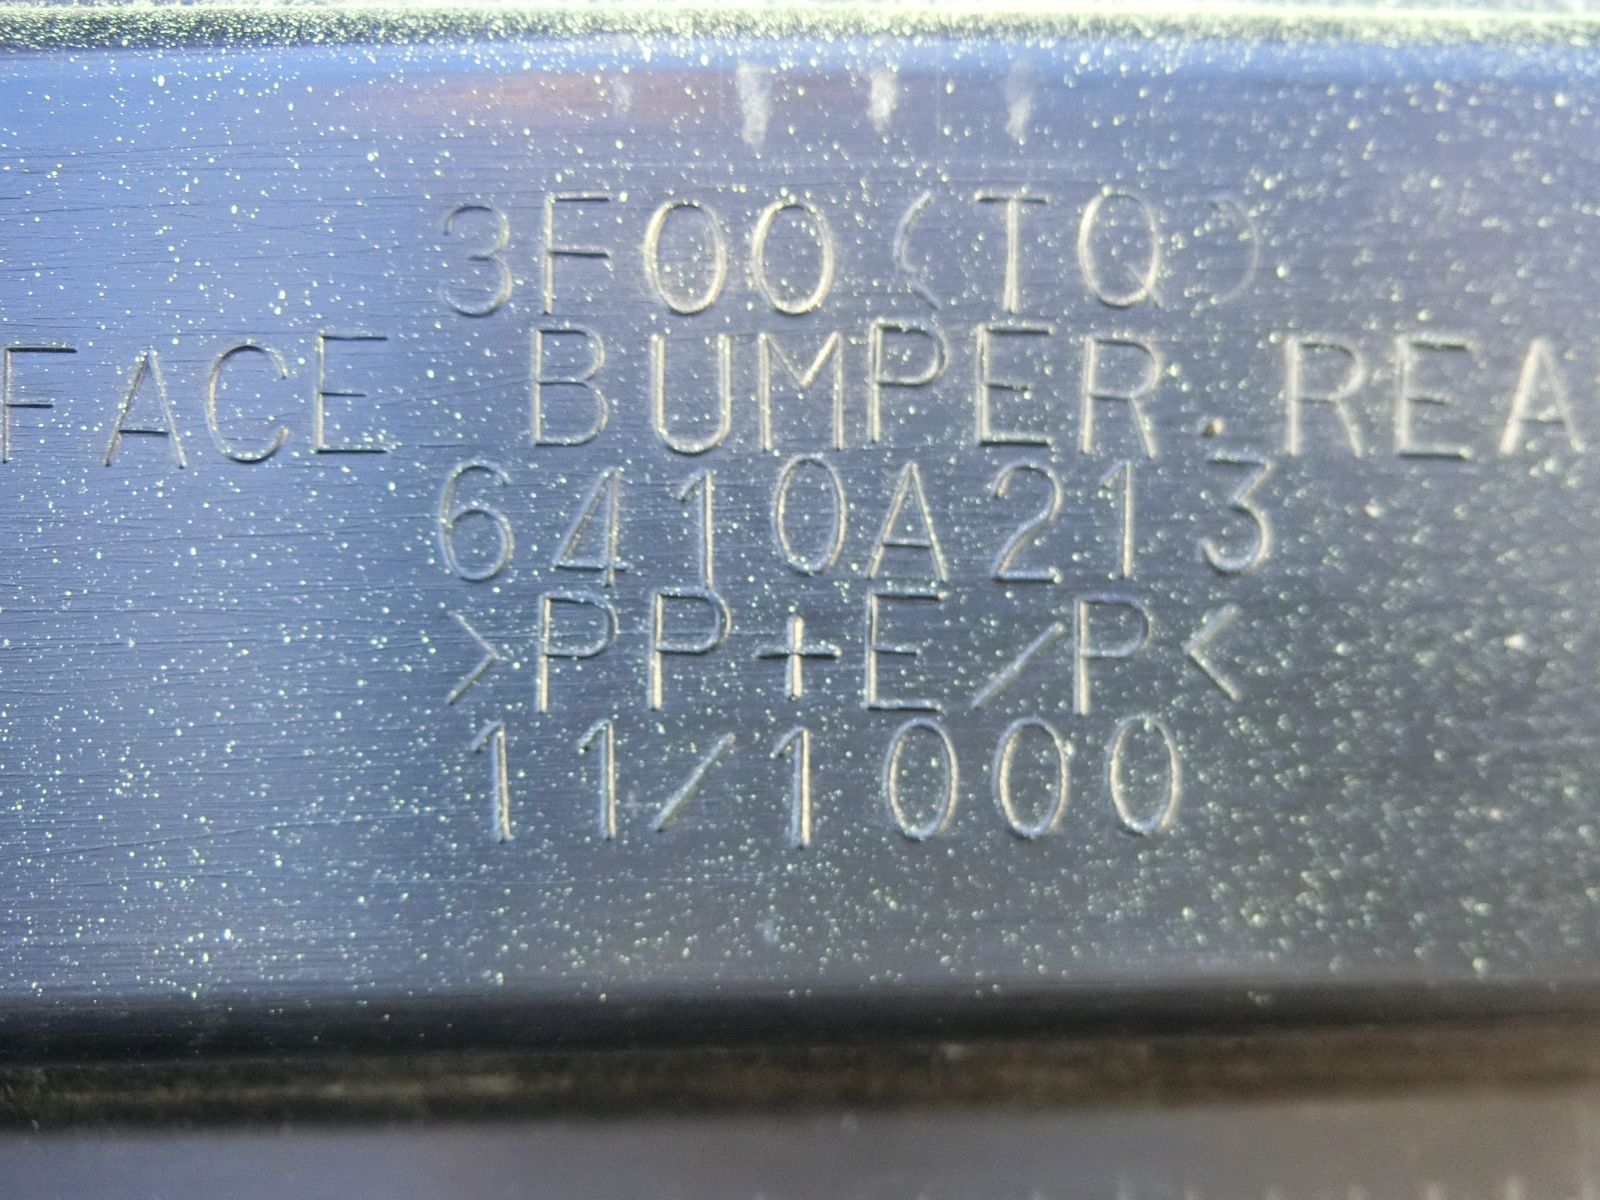 3F00(TQ)
FACE BUMPER.REA
6410A213
>PP+E/P<
11/1000